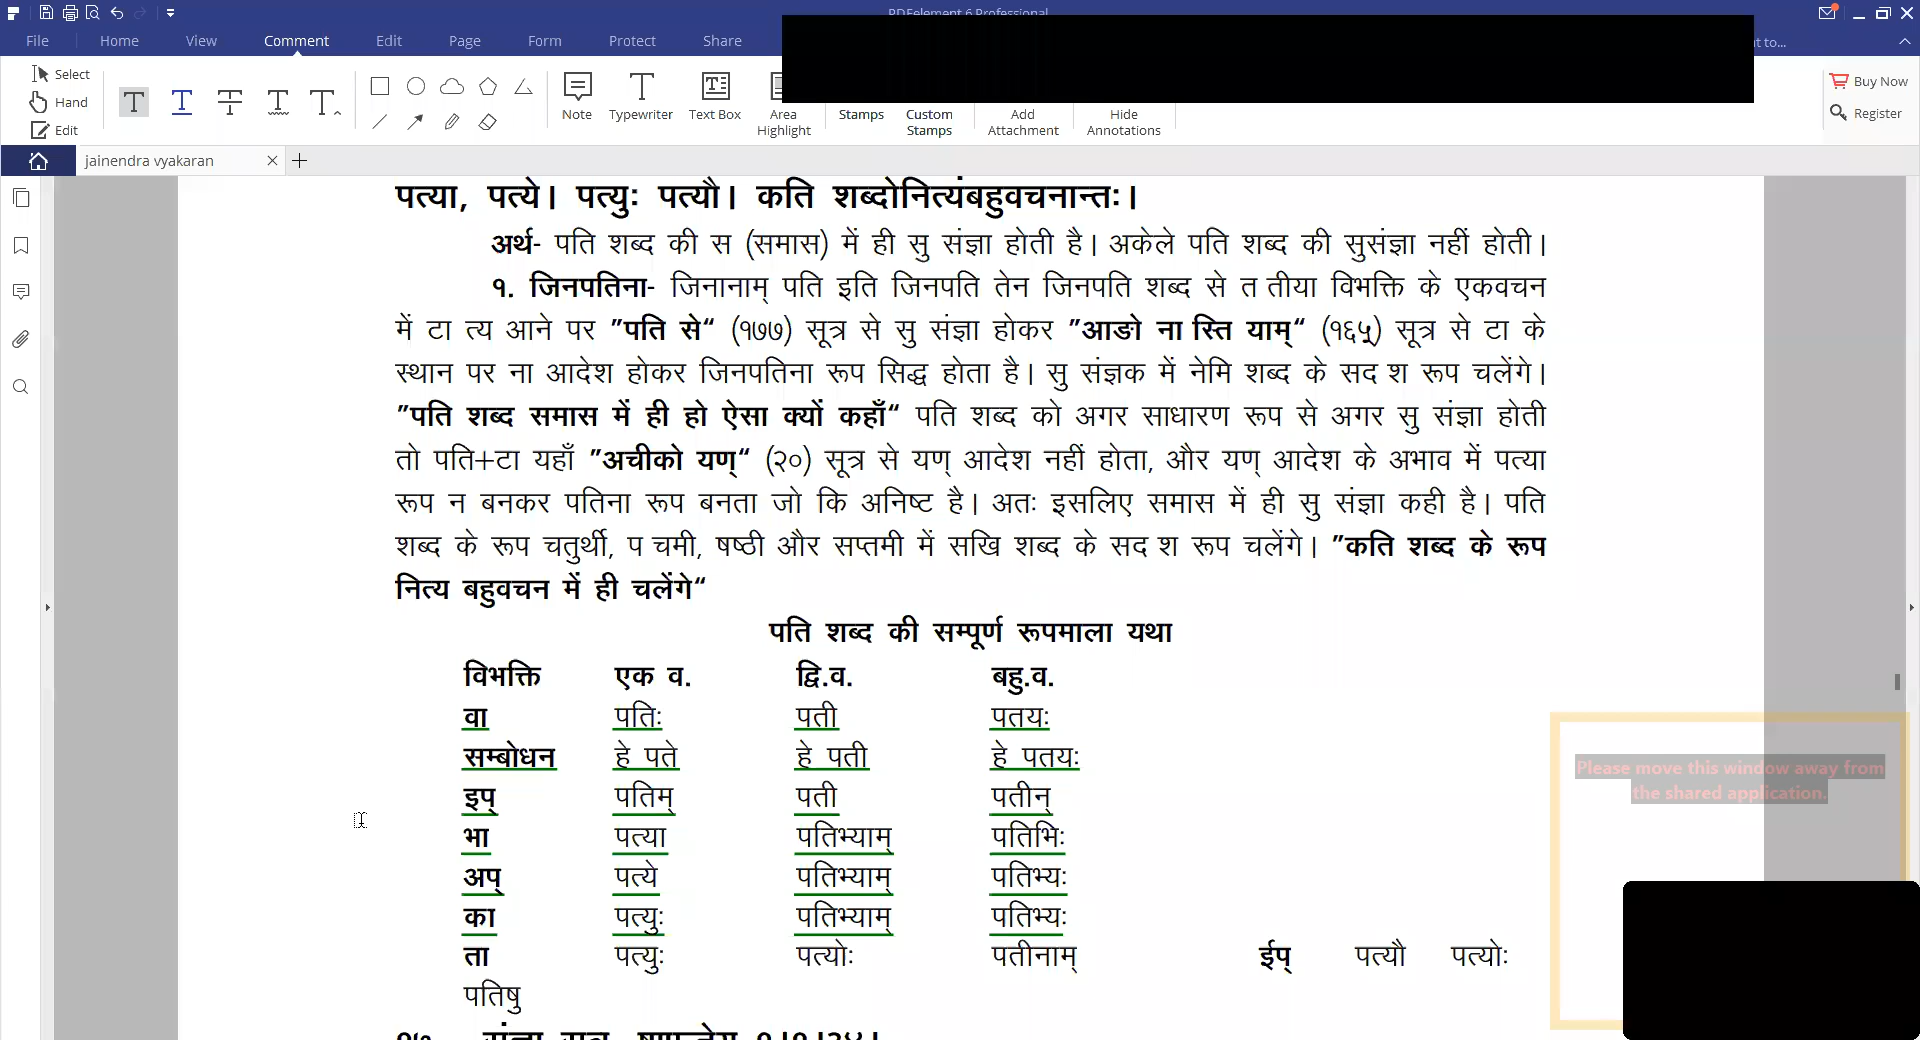 PDFelement 6 Professional
File Home View Comment Edit Page Form Protect Share
t to...
Select
Hand
Edit
Note Typewriter Text Box Area Highlight Stamps Custom Stamps Add Attachment Hide Annotations
Buy Now
Register
jainendra vyakaran
पत्या, पत्ये। पत्युः पत्यौ। कति शब्दोनित्यंबहुवचनान्तः।
अर्थ- पति शब्द की स (समास) में ही सु संज्ञा होती है। अकेले पति शब्द की सुसंज्ञा नहीं होती।
१. जिनपतिना- जिनानाम् पति इति जिनपति तेन जिनपति शब्द से त तीया विभक्ति के एकवचन
में टा त्य आने पर ”पति से“ (१७७) सूत्र से सु संज्ञा होकर ”आङो ना स्ति याम्“ (१६५) सूत्र से टा के
स्थान पर ना आदेश होकर जिनपतिना रूप सिद्ध होता है। सु संज्ञक में नेमि शब्द के सद श रूप चलेंगे।
”पति शब्द समास में ही हो ऐसा क्यों कहाँ“ पति शब्द को अगर साधारण रूप से अगर सु संज्ञा होती
तो पति+टा यहाँ ”अचीको यण्“ (२०) सूत्र से यण् आदेश नहीं होता, और यण् आदेश के अभाव में पत्या
रूप न बनकर पतिना रूप बनता जो कि अनिष्ट है। अतः इसलिए समास में ही सु संज्ञा कही है। पति
शब्द के रूप चतुर्थी, प चमी, षष्ठी और सप्तमी में सखि शब्द के सद श रूप चलेंगे। ”कति शब्द के रूप
नित्य बहुवचन में ही चलेंगे“
पति शब्द की सम्पूर्ण रूपमाला यथा
विभक्ति एक व. द्वि.व. बहु.व.
वा पतिः पती पतयः
सम्बोधन हे पते हे पती हे पतयः
इप् पतिम् पती पतीन्
भा पत्या पतिभ्याम् पतिभिः
अप् पत्ये पतिभ्याम् पतिभ्यः
का पत्युः पतिभ्याम् पतिभ्यः
ता पत्युः पत्योः पतीनाम् ईप् पत्यौ पत्योः
पतिषु
Please move this window away from
the shared application.